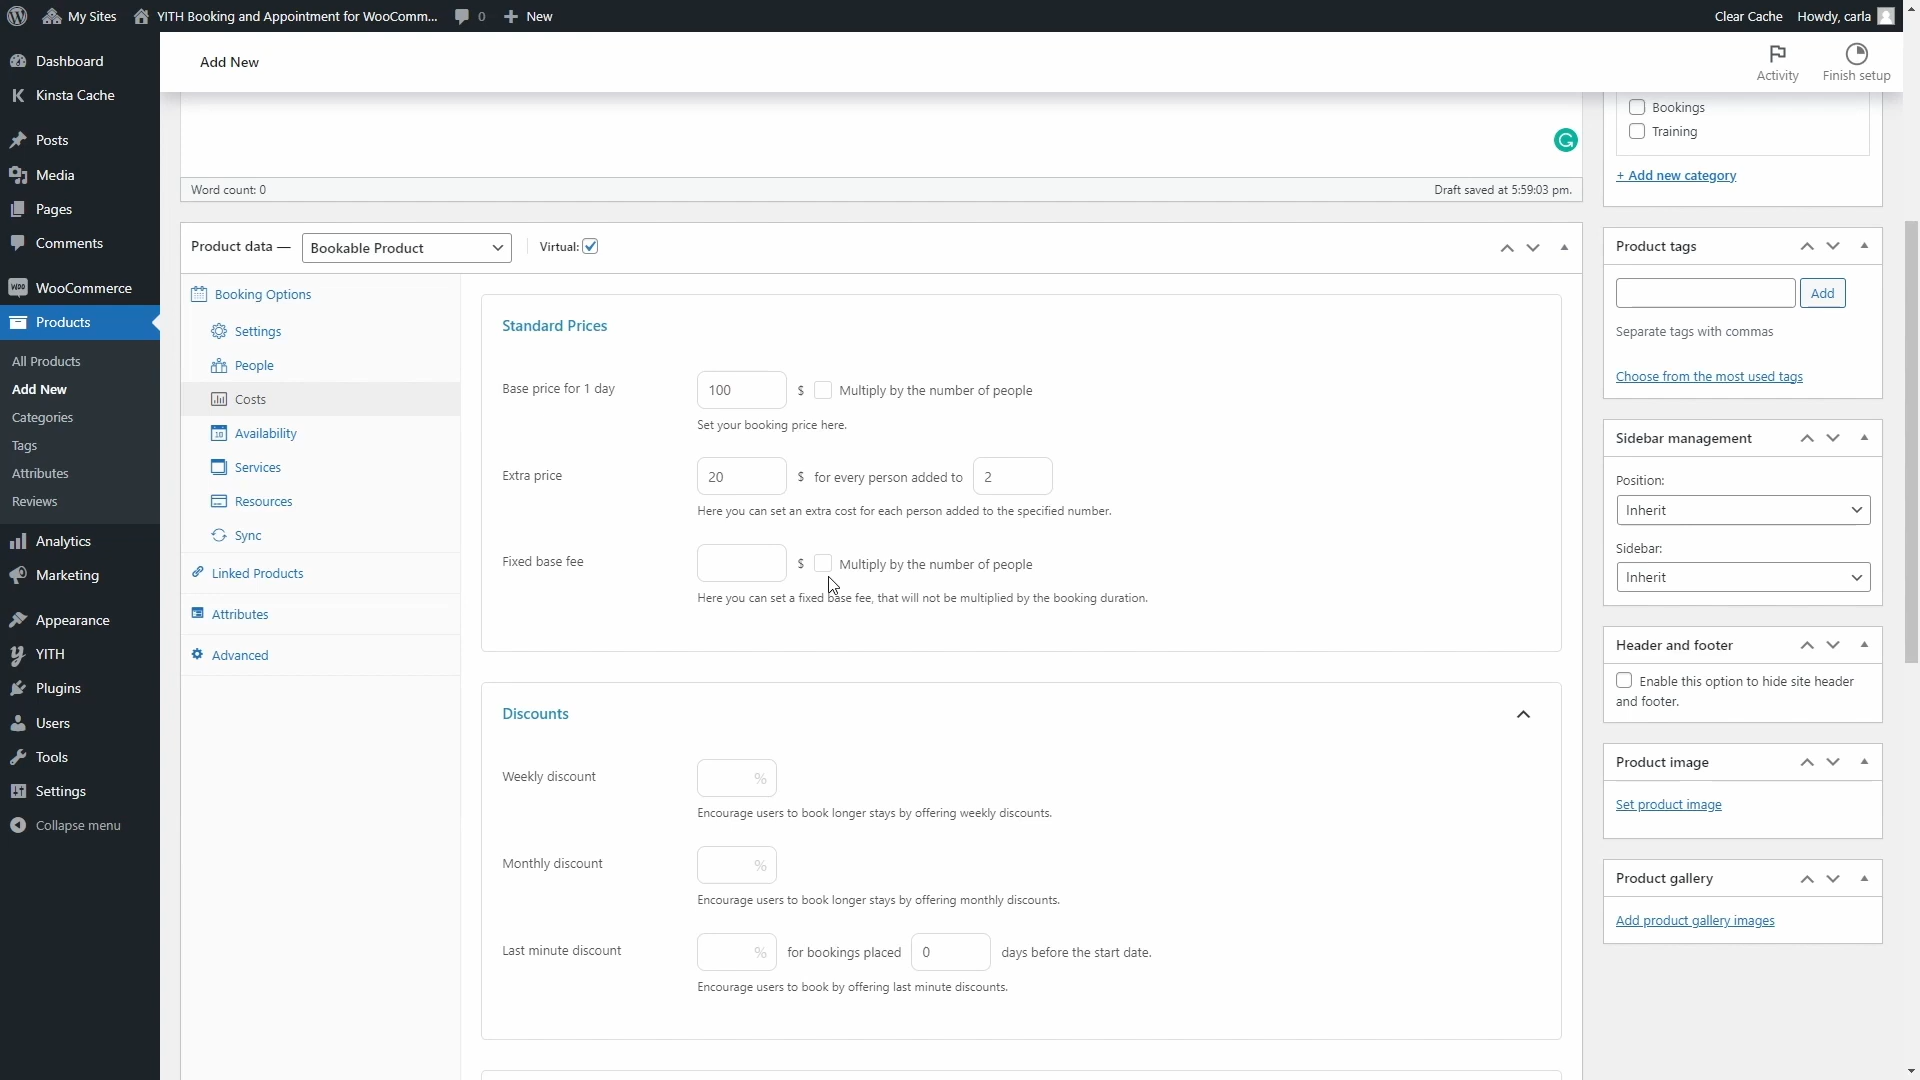 My Sites
YITH Booking and Appointment for WooComm...
0
New
Clear Cache
Howdy, carla
Dashboard
Kinsta Cache
Posts
Media
Pages
Comments
WooCommerce
Products
All Products
Add New
Categories
Tags
Attributes
Reviews
Analytics
Marketing
Appearance
YITH
Plugins
Users
Tools
Settings
Collapse menu
Add New
Activity
Finish setup
Word count: 0
Draft saved at 5:59:03 pm.
Product data —
Bookable Product
Virtual:
Booking Options
Settings
People
Costs
Availability
Services
Resources
Sync
Linked Products
Attributes
Advanced
Standard Prices
Base price for 1 day
100 $ Multiply by the number of people
Set your booking price here.
Extra price
20 $ for every person added to 2
Here you can set an extra cost for each person added to the specified number.
Fixed base fee
$ Multiply by the number of people
Here you can set a fixed base fee, that will not be multiplied by the booking duration.
Discounts
Weekly discount
%
Encourage users to book longer stays by offering weekly discounts.
Monthly discount
%
Encourage users to book longer stays by offering monthly discounts.
Last minute discount
% for bookings placed 0 days before the start date.
Encourage users to book by offering last minute discounts.
Bookings
Training
+ Add new category
Product tags
Add
Separate tags with commas
Choose from the most used tags
Sidebar management
Position:
Inherit
Sidebar:
Inherit
Header and footer
Enable this option to hide site header
and footer.
Product image
Set product image
Product gallery
Add product gallery images